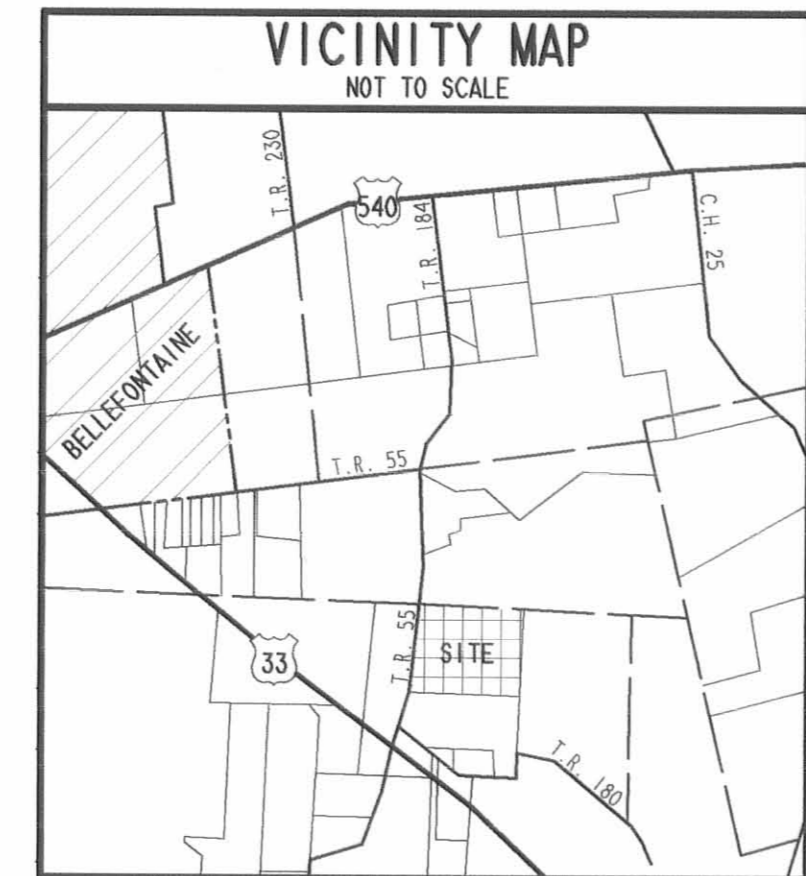 VICINITY MAP
NOT TO SCALE
T.R. 230
540
T.R. 184
C.H. 25
BELLEFONTAINE
T.R. 55
T.R. 55
SITE
33
T.R. 180